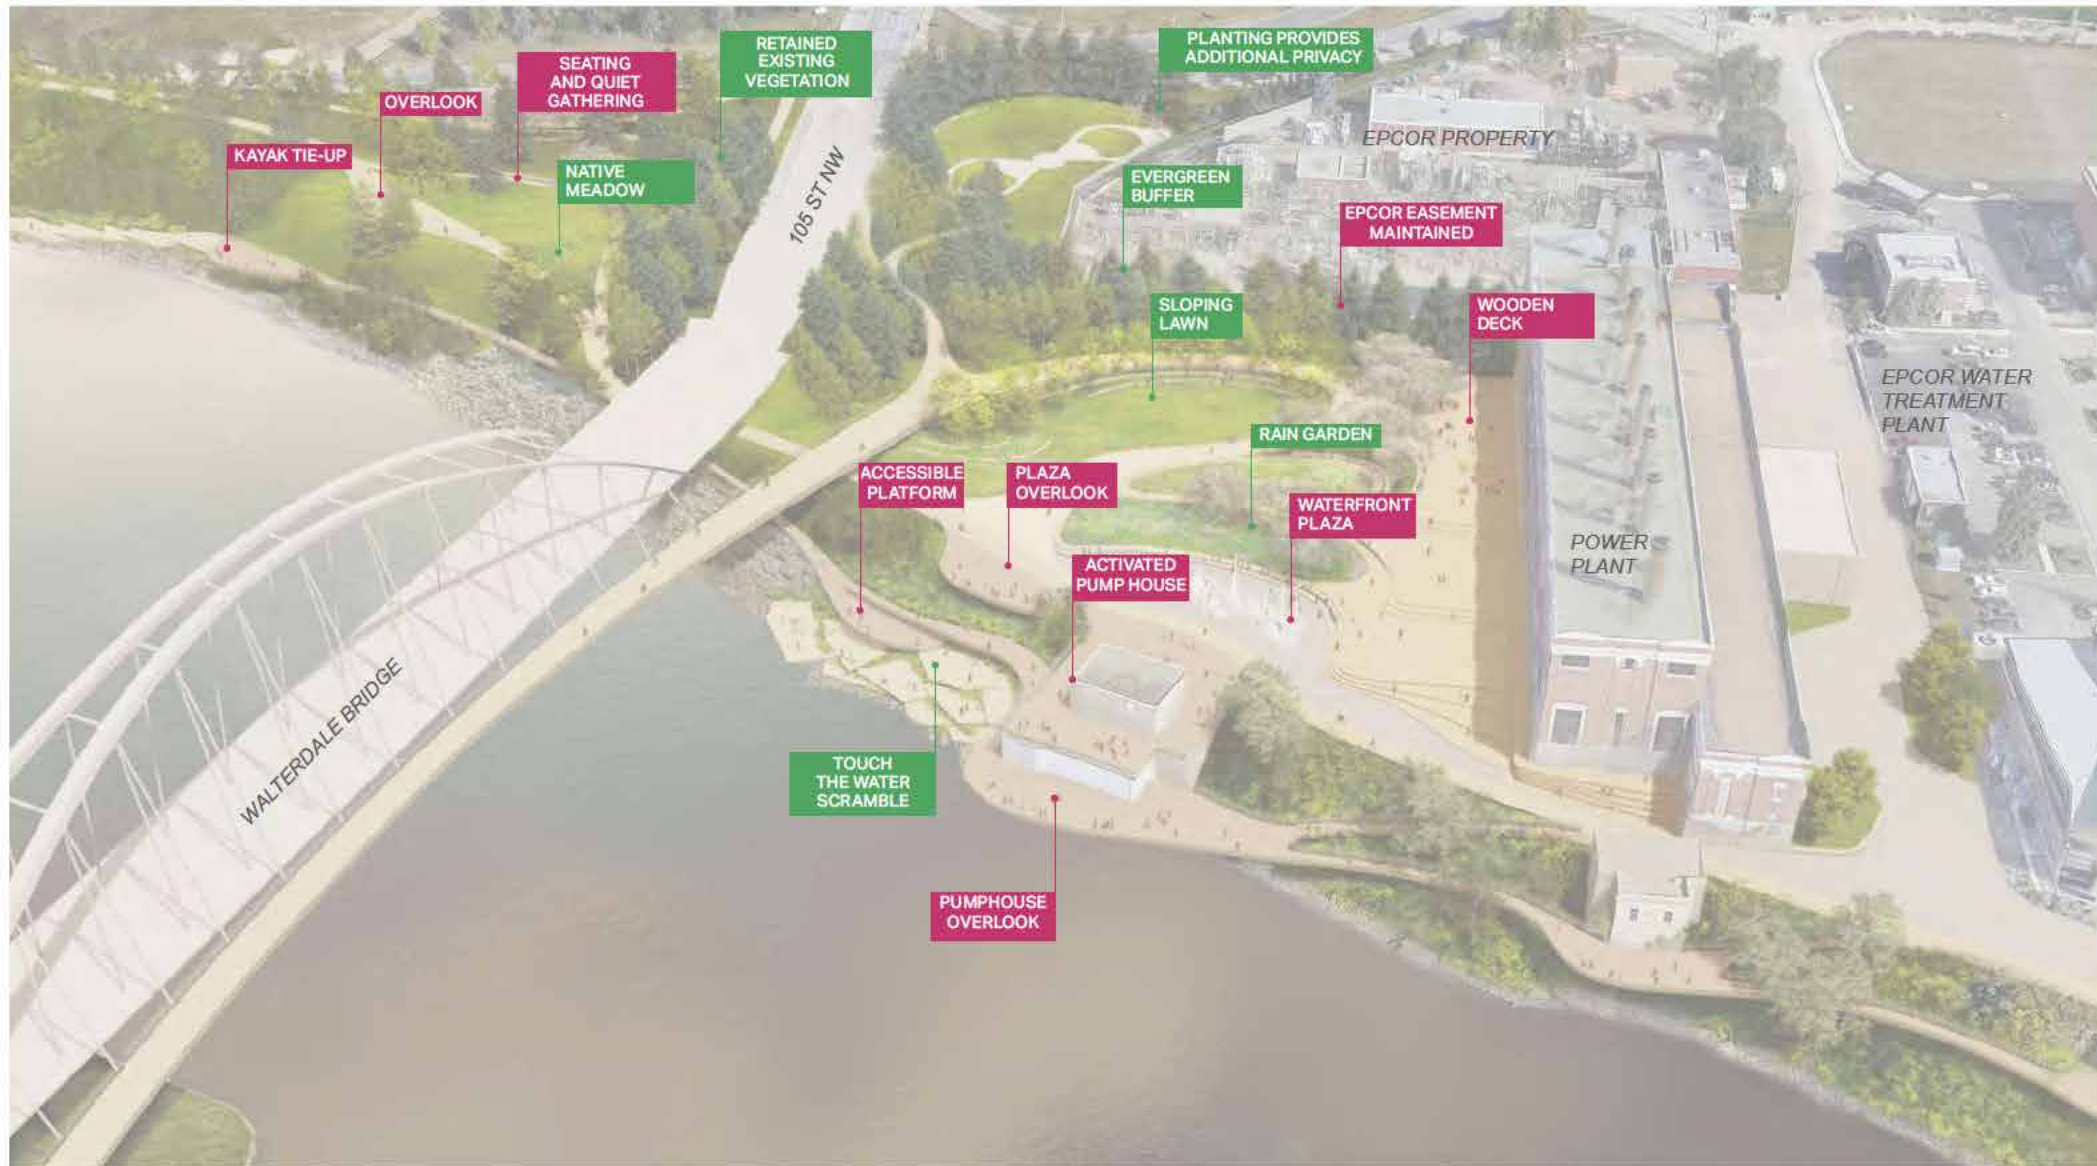 RETAINED
EXISTING
VEGETATION
PLANTING PROVIDES
ADDITIONAL PRIVACY
SEATING
AND QUIET
GATHERING
OVERLOOK
EPCOR PROPERTY
KAYAK TIE-UP
NATIVE
MEADOW
105 ST NW
EVERGREEN
BUFFER
EPCOR EASEMENT
MAINTAINED
SLOPING
LAWN
WOODEN
DECK
EPCOR WATER
TREATMENT
PLANT
RAIN GARDEN
ACCESSIBLE
PLATFORM
PLAZA
OVERLOOK
WATERFRONT
PLAZA
POWER
PLANT
ACTIVATED
PUMP HOUSE
WALTERDALE BRIDGE
TOUCH
THE WATER
SCRAMBLE
PUMPHOUSE
OVERLOOK